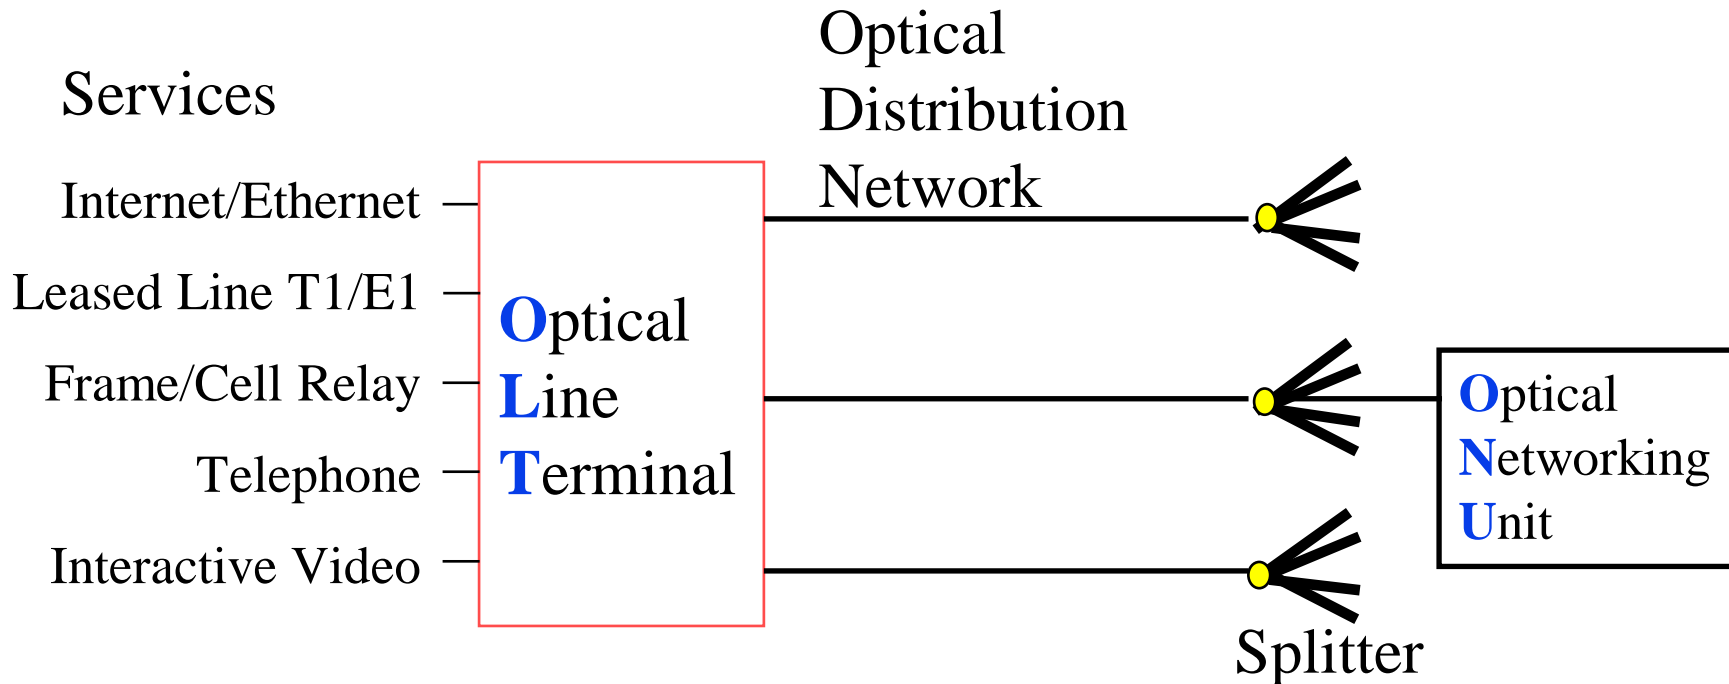 Services
Internet/Ethernet
Leased Line T1/E1
Frame/Cell Relay
Telephone
Interactive Video
Optical
Line
Terminal
Optical
Distribution
Network
Splitter
Optical
Networking
Unit